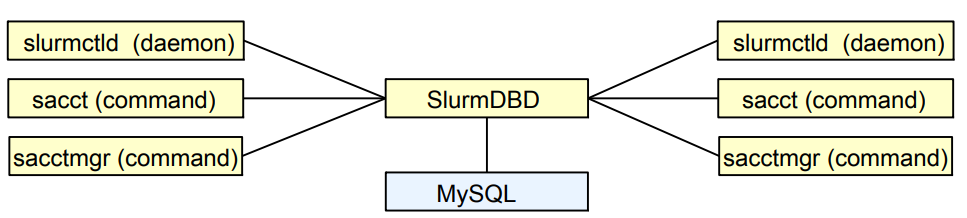 slurmctld (daemon)
slurmctld (daemon)
sacct (command)
SlurmDBD
sacct (command)
sacctmgr (command)
sacctmgr (command)
MySQL